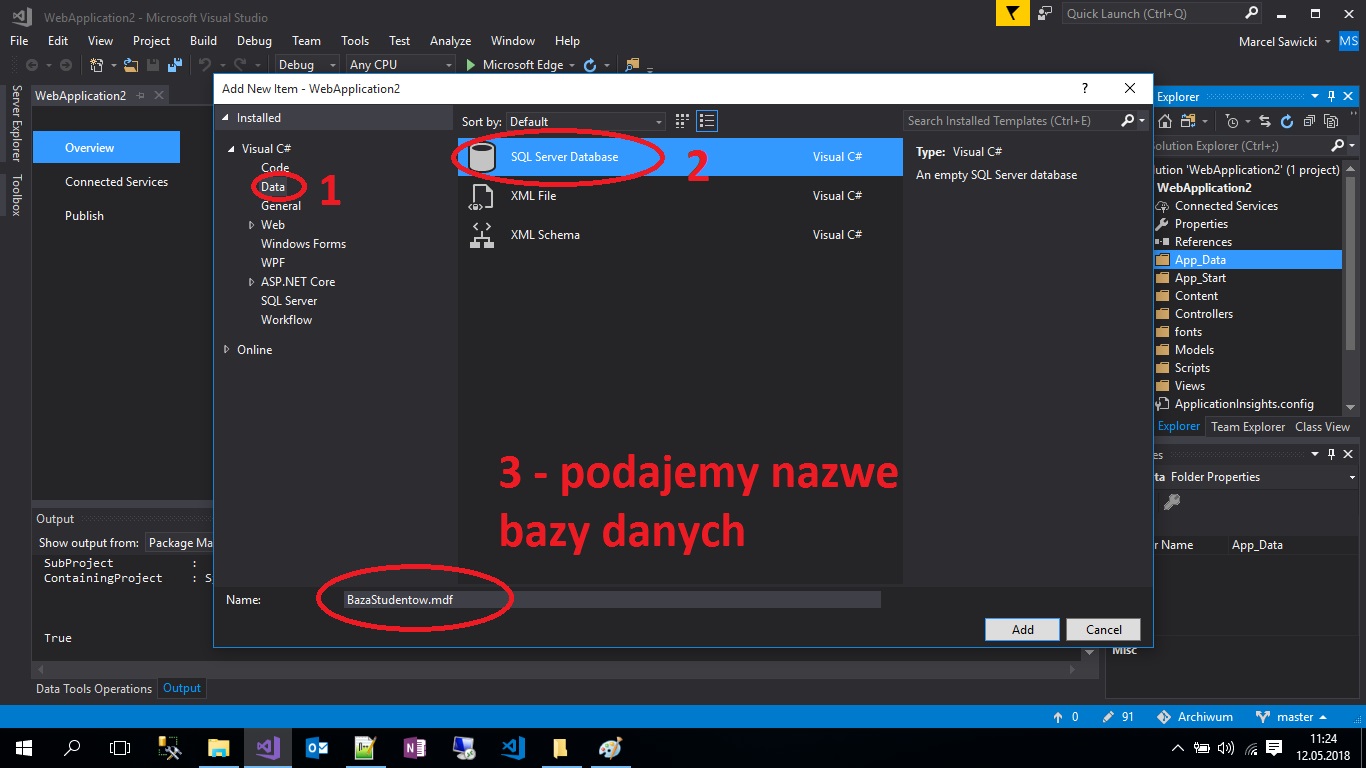 WebApplication2 - Microsoft Visual Studio
Quick Launch (Ctrl+Q)
File Edit View Project Build Debug Team Tools Test Analyze Window Help
Marcel Sawicki MS
Debug Any CPU Microsoft Edge
Server Explorer
Toolbox
WebApplication2
Overview
Connected Services
Publish
Add New Item - WebApplication2 ?
Installed
Visual C#
Code
Data
General
Web
Windows Forms
WPF
ASP.NET Core
SQL Server
Workflow
Online
1
Sort by: Default
Search Installed Templates (Ctrl+E)
SQL Server Database Visual C#
2
XML File Visual C#
XML Schema Visual C#
Type: Visual C#
An empty SQL Server database
3 - podajemy nazwe
bazy danych
Name: BazaStudentow.mdf
Add Cancel
Explorer
olution Explorer (Ctrl+;)
ution 'WebApplication2' (1 project)
WebApplication2
Connected Services
Properties
References
App_Data
App_Start
Content
Controllers
fonts
Models
Scripts
Views
ApplicationInsights.config
Explorer Team Explorer Class View
es
ta Folder Properties
r Name App_Data
Misc
Output
Show output from: Package Ma
SubProject :
ContainingProject : S
True
Data Tools Operations Output
0 91 Archiwum master
11:24
12.05.2018